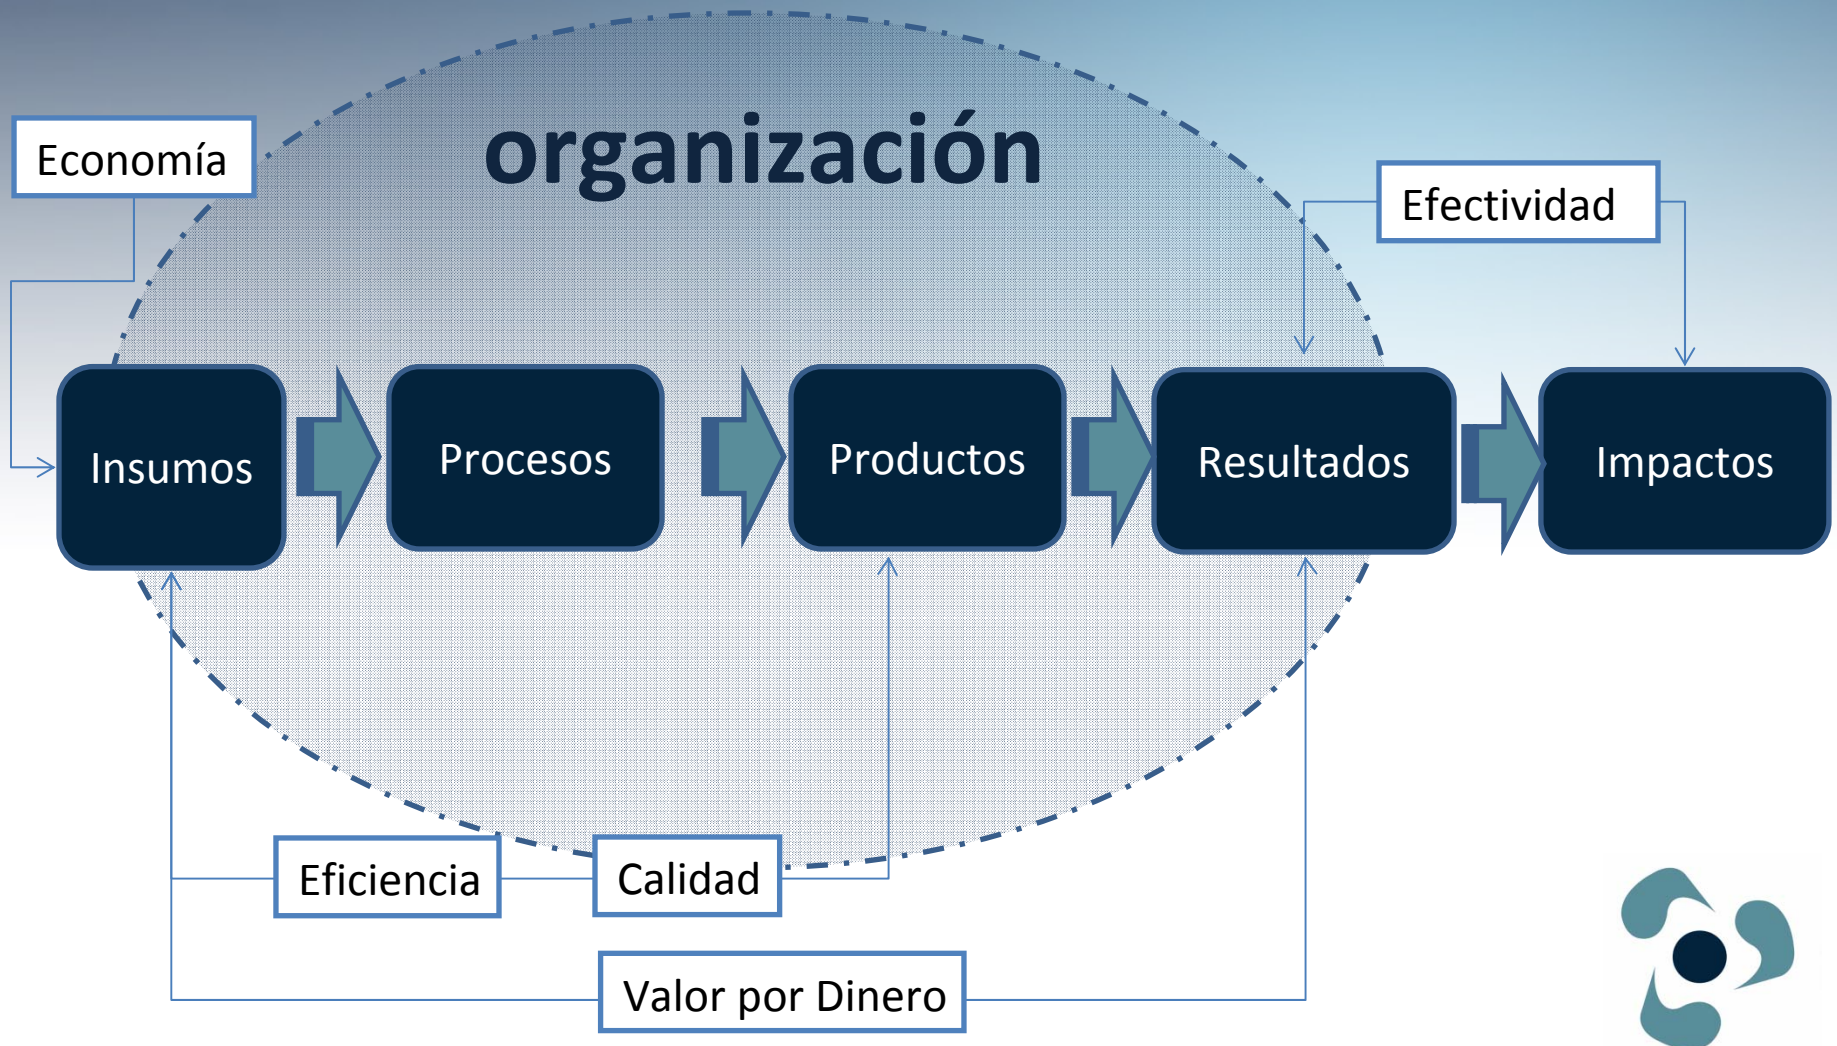 organización
Economía
Efectividad
Insumos
Procesos
Productos
Resultados
Impactos
Eficiencia
Calidad
Valor por Dinero